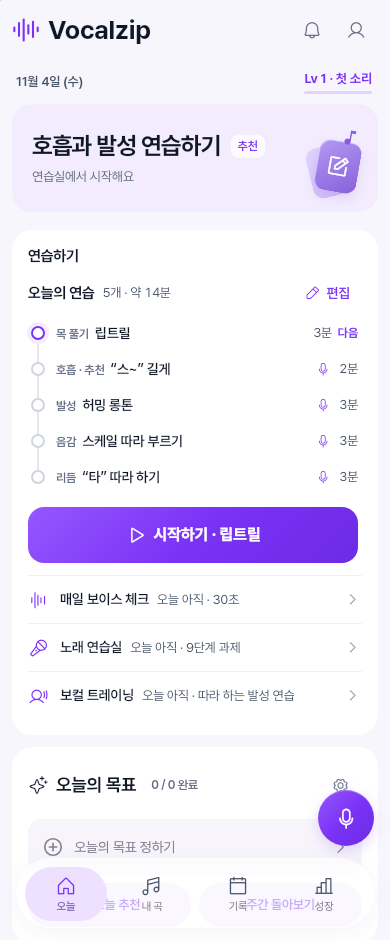 Vocalzip
11월 4일 (수)
Lv 1 · 첫 소리
호흡과 발성 연습하기 추천
연습실에서 시작해요
연습하기
오늘의 연습 5개 · 약 14분 편집
목 풀기 립트릴 3분 다음
호흡 · 추천 “스~” 길게 2분
발성 허밍 롱톤 3분
음감 스케일 따라 부르기 3분
리듬 “타” 따라 하기 3분
시작하기 · 립트릴
매일 보이스 체크 오늘 아직 · 30초
노래 연습실 오늘 아직 · 9단계 과제
보컬 트레이닝 오늘 아직 · 따라 하는 발성 연습
오늘의 목표 0 / 0 완료
오늘의 목표 정하기
늘 추천 주간 돌아보기
오늘 내 곡 기록 성장